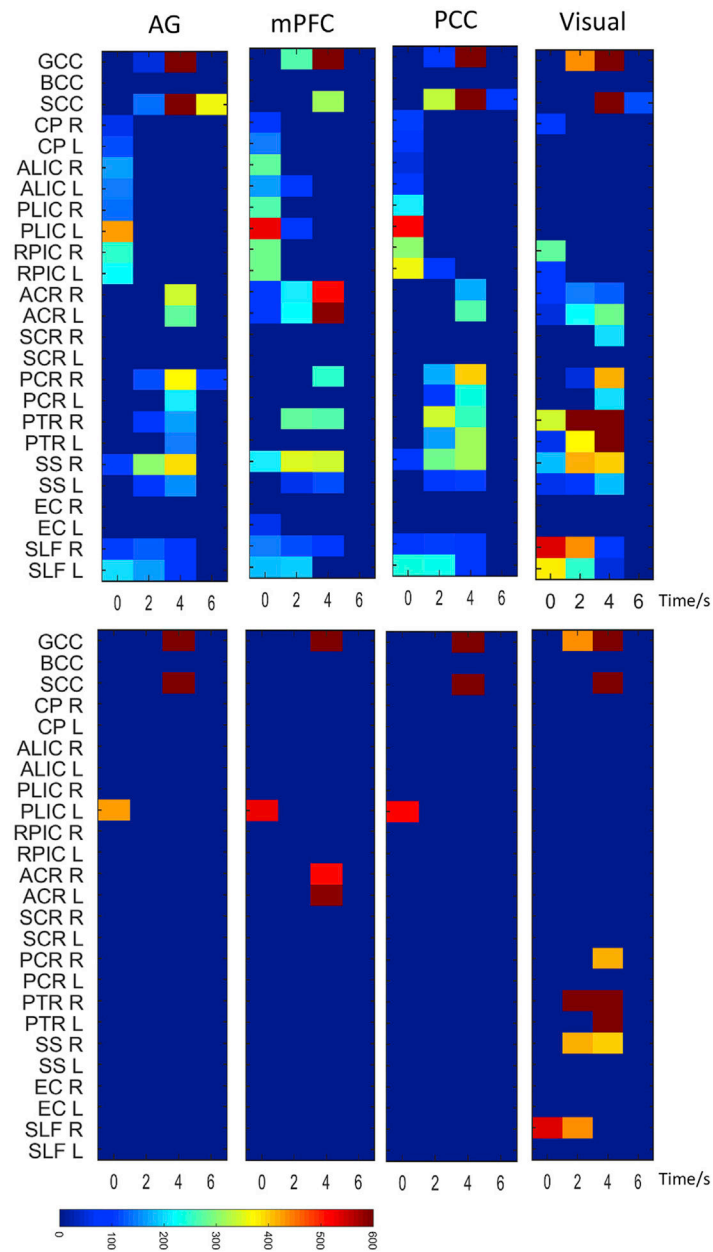 AG mPFC PCC Visual
GCC
BCC
SCC
CP R
CP L
ALIC R
ALIC L
PLIC R
PLIC L
RPIC R
RPIC L
ACR R
ACR L
SCR R
SCR L
PCR R
PCR L
PTR R
PTR L
SS R
SS L
EC R
EC L
SLF R
SLF L
0 2 4 6 0 2 4 6 0 2 4 6 0 2 4 6 Time/s
GCC
BCC
SCC
CP R
CP L
ALIC R
ALIC L
PLIC R
PLIC L
RPIC R
RPIC L
ACR R
ACR L
SCR R
SCR L
PCR R
PCR L
PTR R
PTR L
SS R
SS L
EC R
EC L
SLF R
SLF L
0 2 4 6 0 2 4 6 0 2 4 6 0 2 4 6 Time/s
0 100 200 300 400 500 600